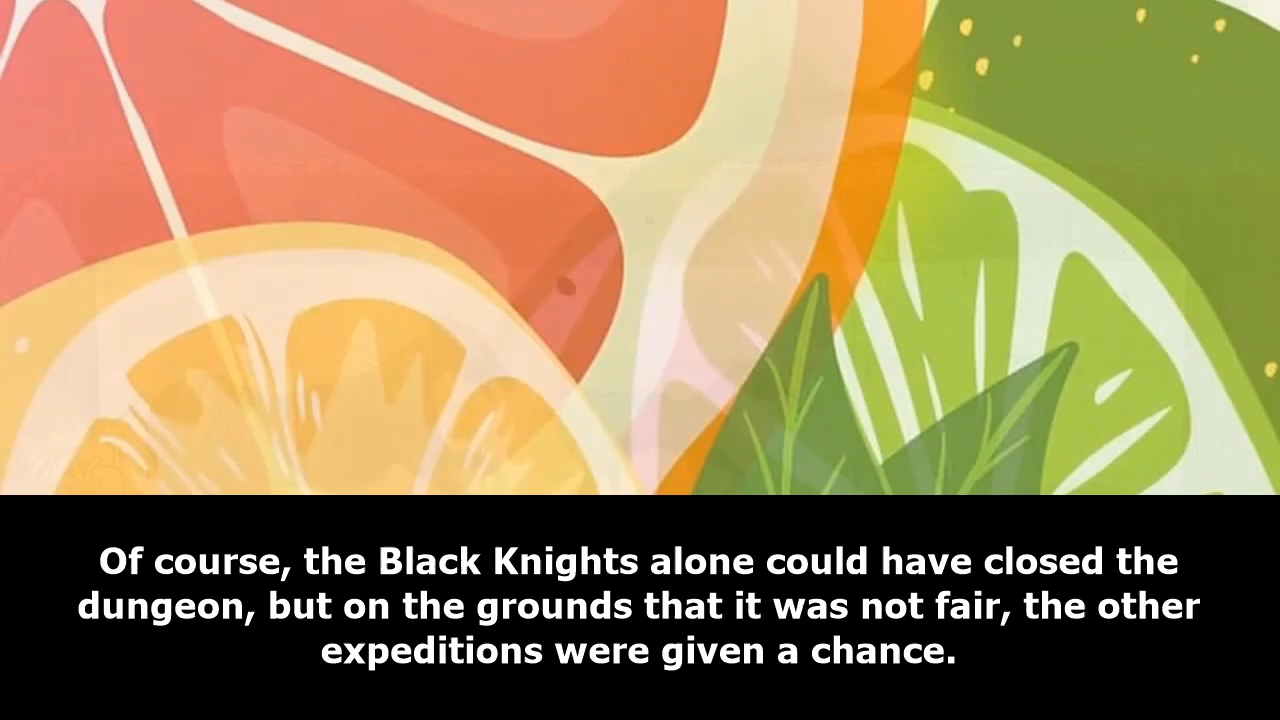 Of course, the Black Knights alone could have closed the
dungeon, but on the grounds that it was not fair, the other
expeditions were given a chance.